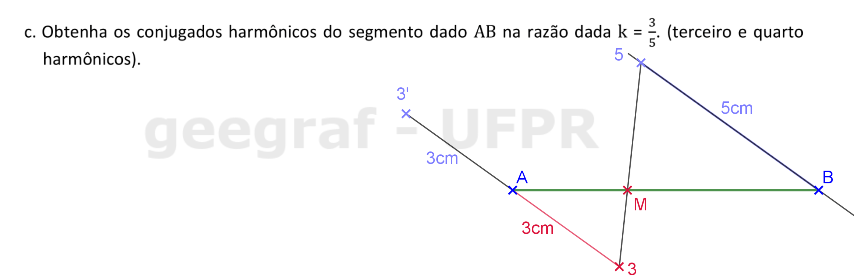 c. Obtenha os conjugados harmônicos do segmento dado AB na razão dada k = 3/5. (terceiro e quarto
harmônicos).
5
3'
5cm
geegraf - UFPR
3cm
A
B
M
3cm
3